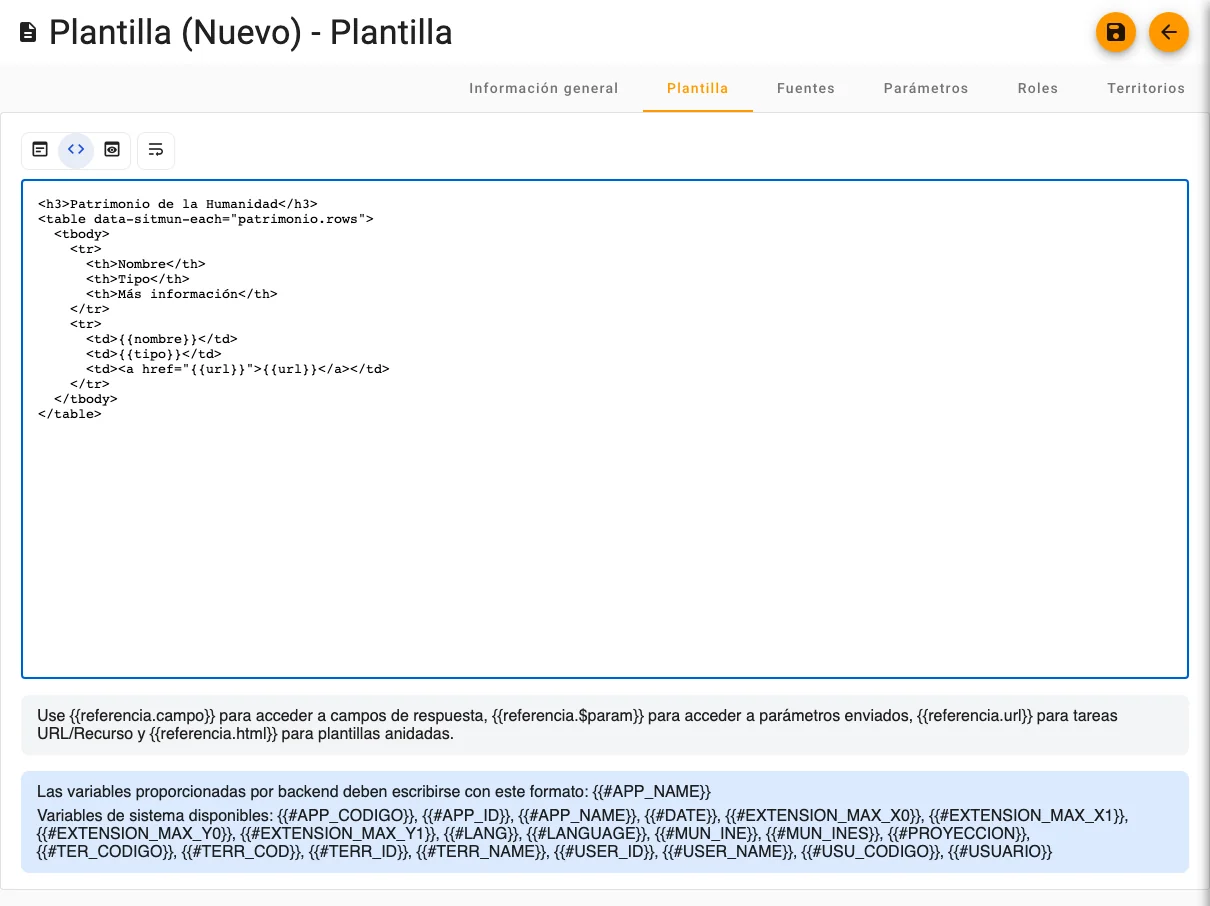 Plantilla (Nuevo) - Plantilla
Información general
Plantilla
Fuentes
Parámetros
Roles
Territorios
<h3>Patrimonio de la Humanidad</h3>
<table data-sitmun-each="patrimonio.rows">
  <tbody>
    <tr>
      <th>Nombre</th>
      <th>Tipo</th>
      <th>Más información</th>
    </tr>
    <tr>
      <td>{{nombre}}</td>
      <td>{{tipo}}</td>
      <td><a href="{{url}}">{{url}}</a></td>
    </tr>
  </tbody>
</table>
Use {{referencia.campo}} para acceder a campos de respuesta, {{referencia.$param}} para acceder a parámetros enviados, {{referencia.url}} para tareas
URL/Recurso y {{referencia.html}} para plantillas anidadas.
Las variables proporcionadas por backend deben escribirse con este formato: {{#APP_NAME}}
Variables de sistema disponibles: {{#APP_CODIGO}}, {{#APP_ID}}, {{#APP_NAME}}, {{#DATE}}, {{#EXTENSION_MAX_X0}}, {{#EXTENSION_MAX_X1}},
{{#EXTENSION_MAX_Y0}}, {{#EXTENSION_MAX_Y1}}, {{#LANG}}, {{#LANGUAGE}}, {{#MUN_INE}}, {{#MUN_INES}}, {{#PROYECCION}},
{{#TER_CODIGO}}, {{#TERR_COD}}, {{#TERR_ID}}, {{#TERR_NAME}}, {{#USER_ID}}, {{#USER_NAME}}, {{#USU_CODIGO}}, {{#USUARIO}}